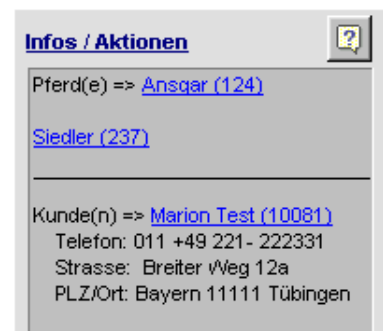 Infos / Aktionen
?
Pferd(e) => Ansgar (124)
Siedler (237)
Kunde(n) => Marion Test (10081)
Telefon: 011 +49 221- 222331
Strasse: Breiter Weg 12a
PLZ/Ort: Bayern 11111 Tübingen